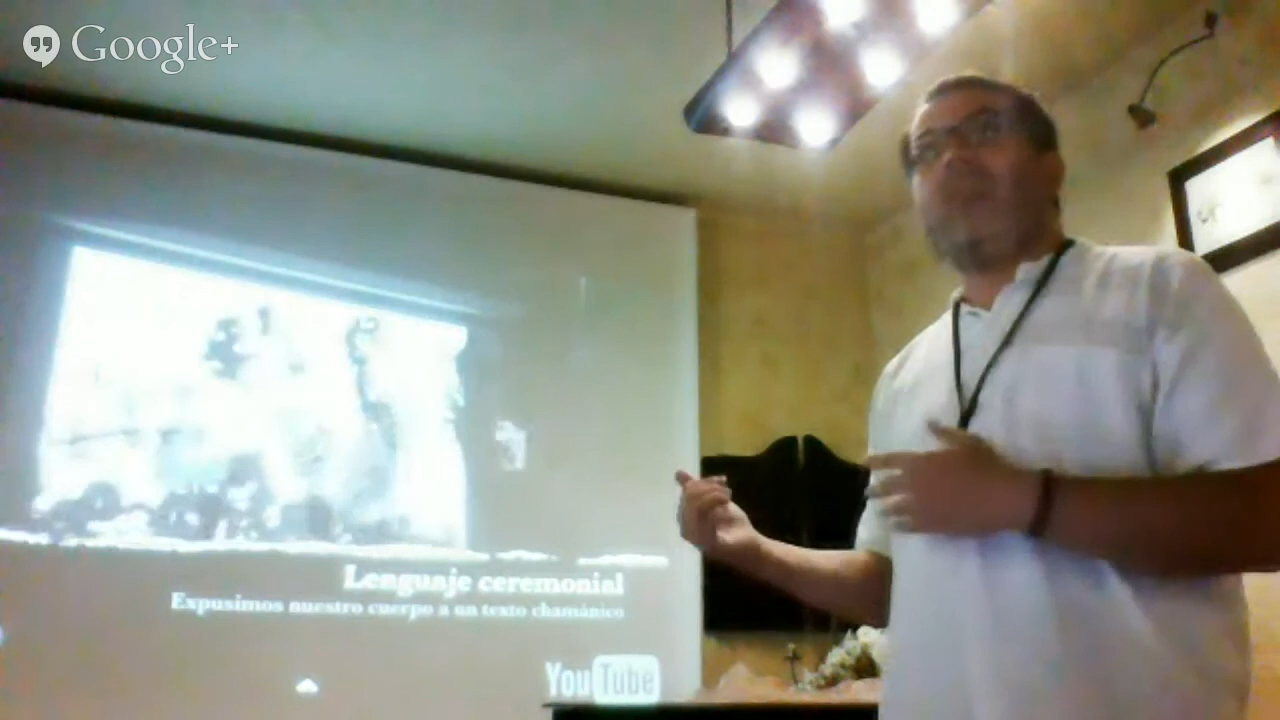 Google+
Lenguaje ceremonial
Expusimos nuestro cuerpo a un texto chamánico
YouTube